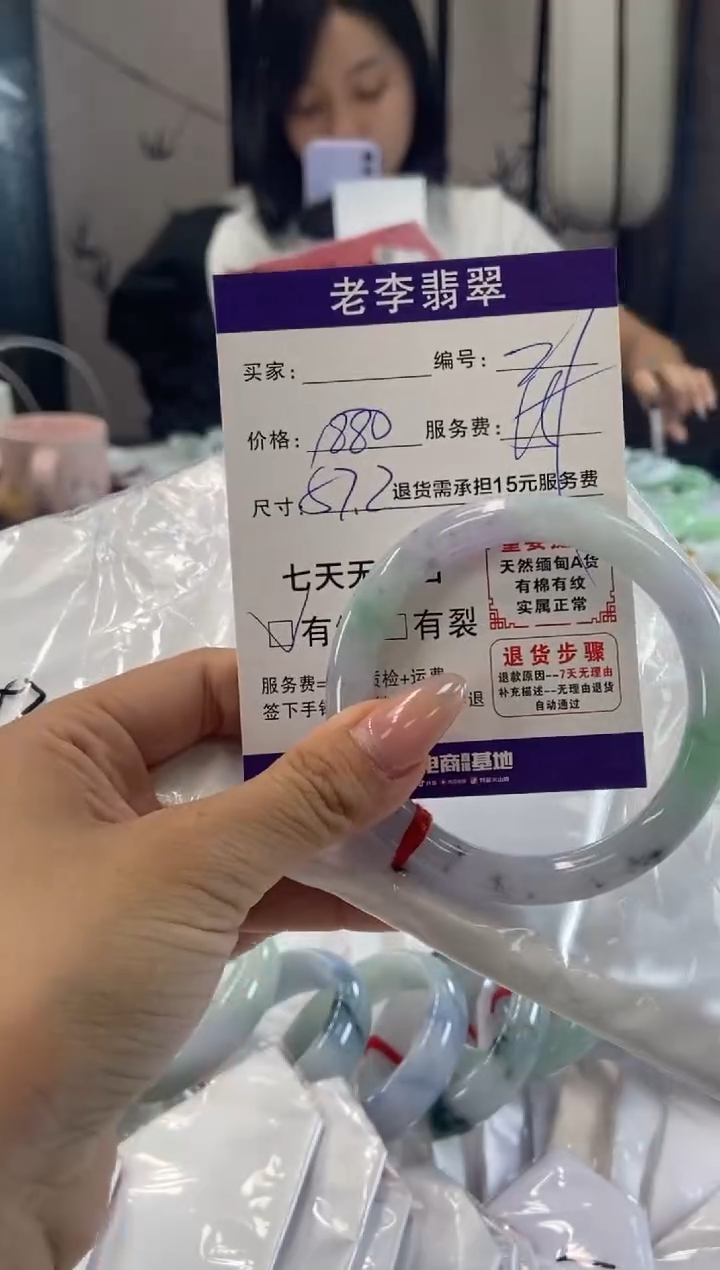 老李翡翠
买家:
编号:
价格: 1880
服务费:
尺寸: 57.2
退货需承担15元服务费
七天无
天然缅甸A货
有棉有纹
实属正常
☑有
□有裂
退货步骤
服务费=
质检+运费
退款原因--7天无理由
签下手
退
补充描述--无理由退货
自动通过
电商
基地